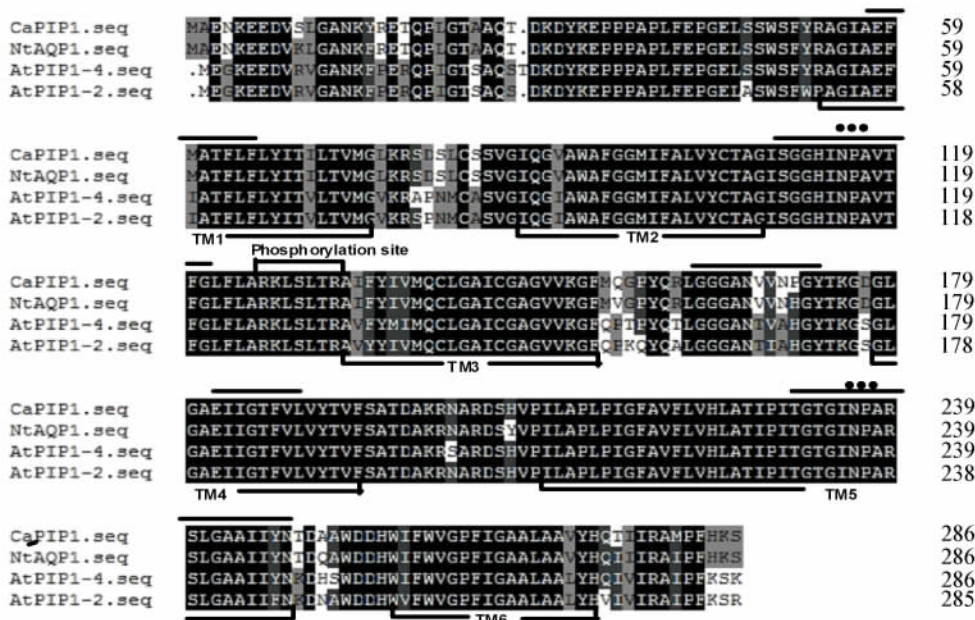 CaPIP1.seq MAENKEEDVSLGANKYRETQPLGTAAQT.DKDYKEPPPAPLFEPGELSSWSFYRAGIAEF 59
NtAQP1.seq MAENKEEDVKLGANKFRETQPLGTAAQT.DKDYKEPPPAPLFEPGELSSWSFYRAGIAEF 59
AtPIP1-4.seq .MEGKEEDVRVGANKFPERQPIGTSAQSTDKDYKEPPPAPLFEPGELSSWSFYRAGIAEF 59
AtPIP1-2.seq .MEGKEEDVRVGANKFPERQPIGTSAQS.DKDYKEPPPAPLFEPGELASWSFWRAGIAEF 58
CaPIP1.seq MATFLFLYITILTVMGLKRSDSLCSSVGIQGVAWAFGGMIFALVYCTAGISGGHINPAVT 119
NtAQP1.seq MATFLFLYITILTVMGLKRSDSLCSSVGIQGVAWAFGGMIFALVYCTAGISGGHINPAVT 119
AtPIP1-4.seq IATFLFLYITVLTVMGVKRAPNMCASVGIQGIAWAFGGMIFALVYCTAGISGGHINPAVT 119
AtPIP1-2.seq IATFLFLYITVLTVMGVKRSPNMCASVGIQGIAWAFGGMIFALVYCTAGISGGHINPAVT 118
TM1 TM2
Phosphorylation site
CaPIP1.seq FGLFLARKLSLTRAIFYIVMQCLGAICGAGVVKGFMQGPYQRLGGGANVVNPGYTKGDGL 179
NtAQP1.seq FGLFLARKLSLTRAIFYIVMQCLGAICGAGVVKGFMVGPYQRLGGGANVVNHGYTKGDGL 179
AtPIP1-4.seq FGLFLARKLSLTRAVFYMIMQCLGAICGAGVVKGFQPTPYQTLGGGANTVAHGYTKGSGL 179
AtPIP1-2.seq FGLFLARKLSLTRAVYYIVMQCLGAICGAGVVKGFQPKQYQALGGGANTIAHGYTKGSGL 178
TM3
CaPIP1.seq GAEIIGTFVLVYTVFSATDAKRNARDSHVPILAPLPIGFAVFLVHLATIPITGTGINPAR 239
NtAQP1.seq GAEIIGTFVLVYTVFSATDAKRNARDSYVPILAPLPIGFAVFLVHLATIPITGTGINPAR 239
AtPIP1-4.seq GAEIIGTFVLVYTVFSATDAKRSARDSHVPILAPLPIGFAVFLVHLATIPITGTGINPAR 239
AtPIP1-2.seq GAEIIGTFVLVYTVFSATDAKRNARDSHVPILAPLPIGFAVFLVHLATIPITGTGINPAR 238
TM4 TM5
CaPIP1.seq SLGAAIIYNTDAAWDDHWIFWVGPFIGAALAAVYHQTIIRAMPFHKS 286
NtAQP1.seq SLGAAIIYNTDQAWDDHWIFWVGPFIGAALAAVYHQIIIRAIPFHKS 286
AtPIP1-4.seq SLGAAIIYNKDHSWDDHWIFWVGPFIGAALAALYHQIVIRAIPFKSK 286
AtPIP1-2.seq SLGAAIIFNKDNAWDDHWVFWVGPFIGAALAALYHVIVIRAIPFKSR 285
TM6